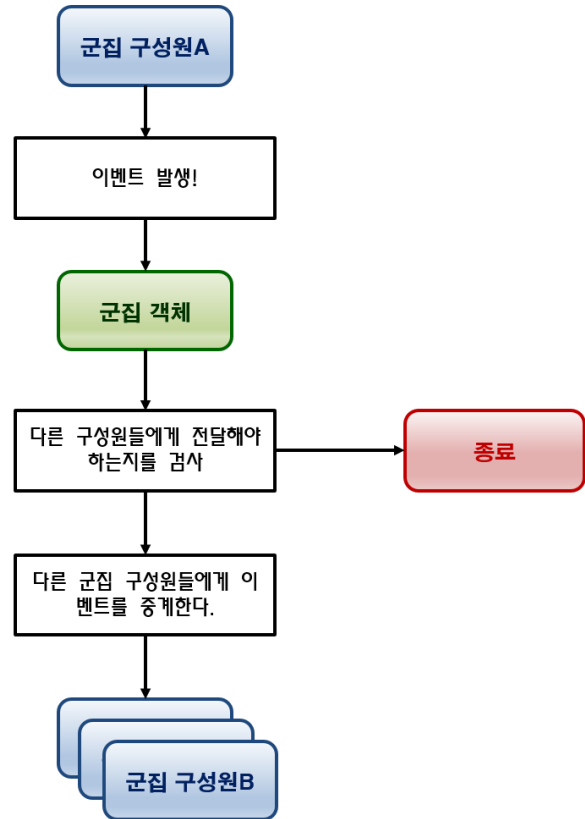 군집 구성원A
이벤트 발생!
군집 객체
다른 구성원들에게 전달해야
하는지를 검사
종료
다른 군집 구성원들에게 이
벤트를 중계한다.
군집 구성원B